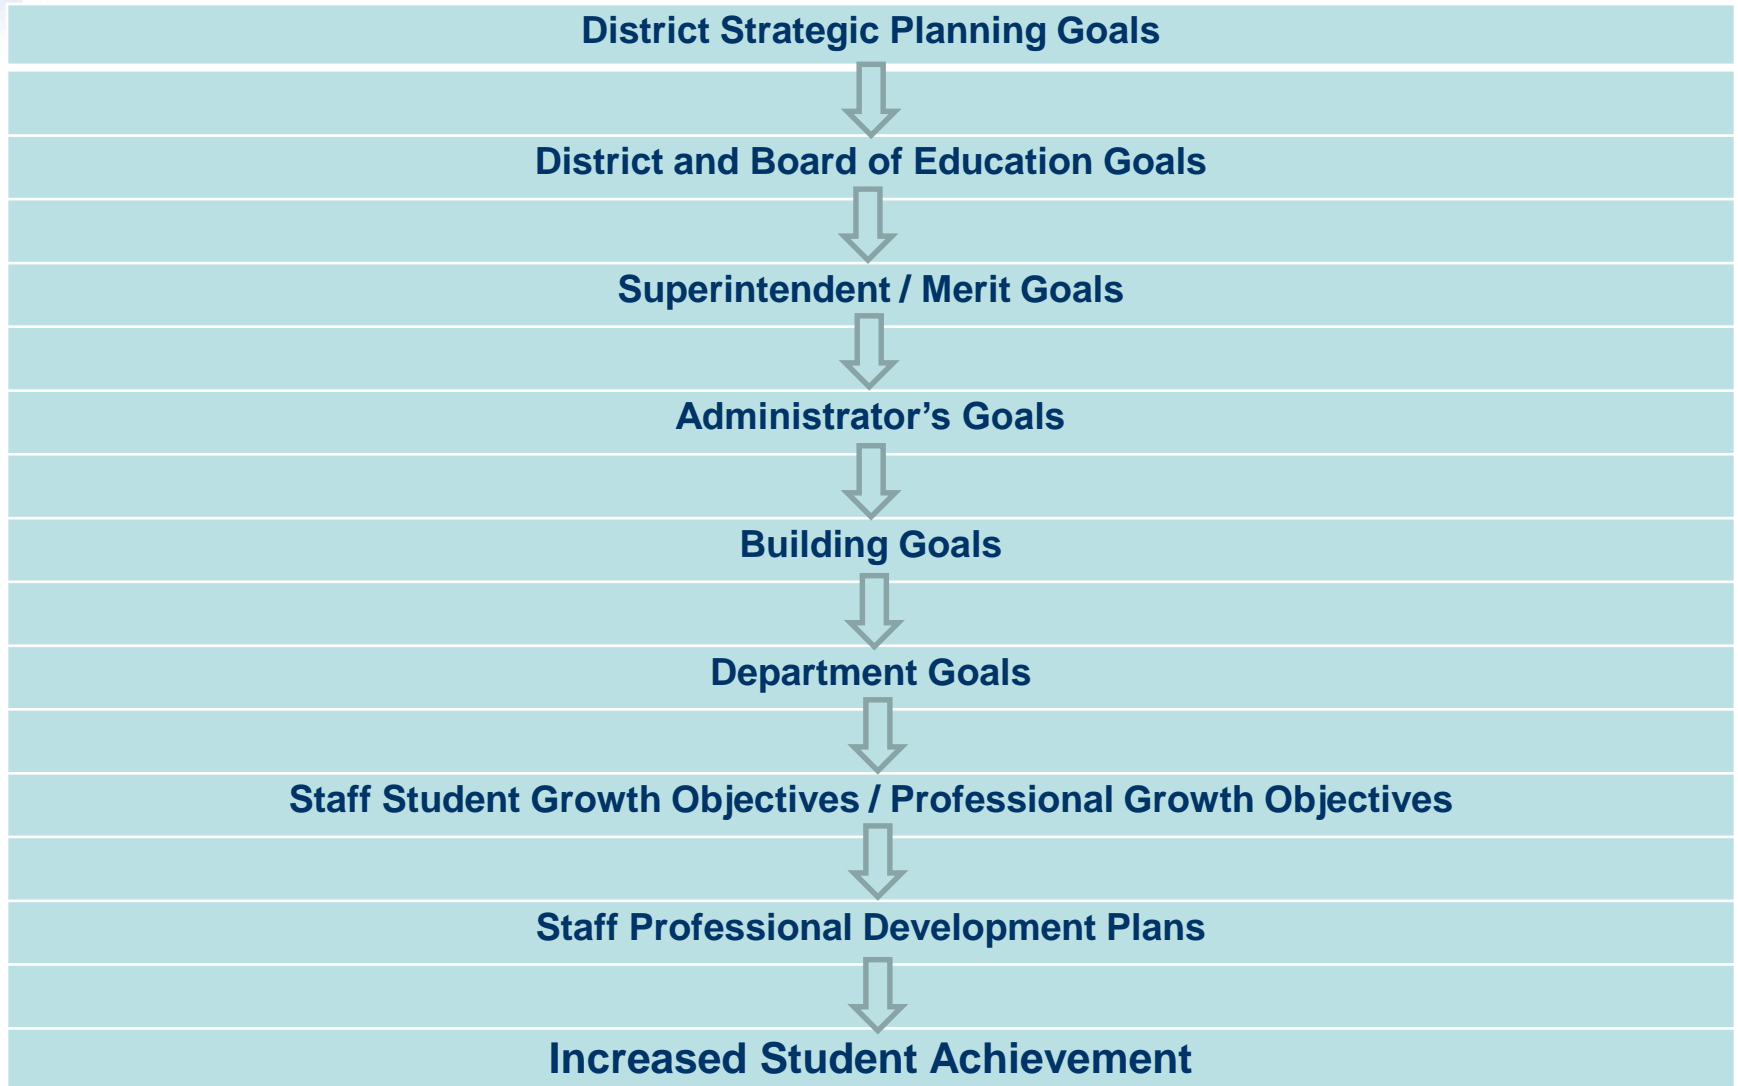 District Strategic Planning Goals
District and Board of Education Goals
Superintendent / Merit Goals
Administrator’s Goals
Building Goals
Department Goals
Staff Student Growth Objectives / Professional Growth Objectives
Staff Professional Development Plans
Increased Student Achievement